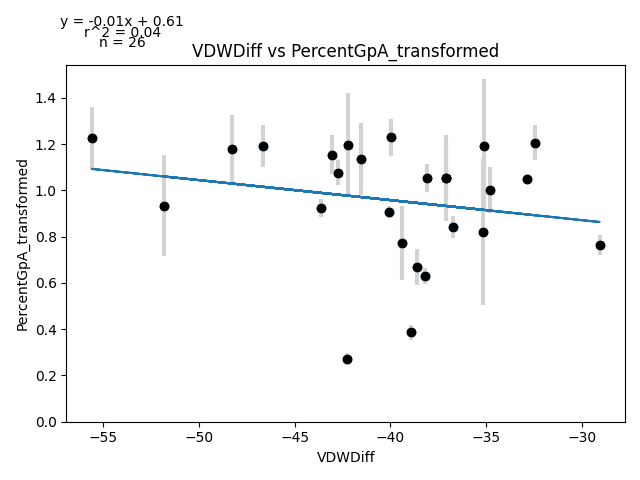 y = -0.01x + 0.61
r^2 = 0.04
n = 26
VDWDiff vs PercentGpA_transformed
PercentGpA_transformed
1.4
1.2
1.0
0.8
0.6
0.4
0.2
0.0
−55
−50
−45
−40
−35
−30
VDWDiff